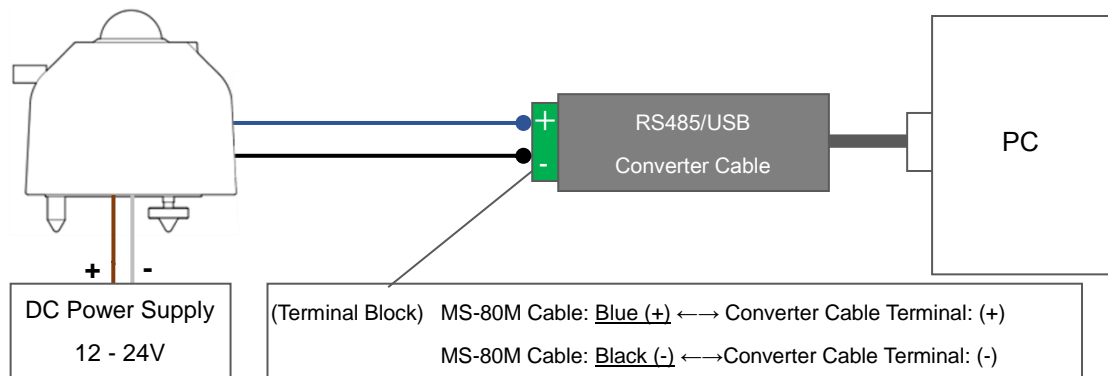 +
-
RS485/USB
Converter Cable
PC
+ -
DC Power Supply
12 - 24V
(Terminal Block) MS-80M Cable: Blue (+) ←→ Converter Cable Terminal: (+)
MS-80M Cable: Black (-) ←→Converter Cable Terminal: (-)